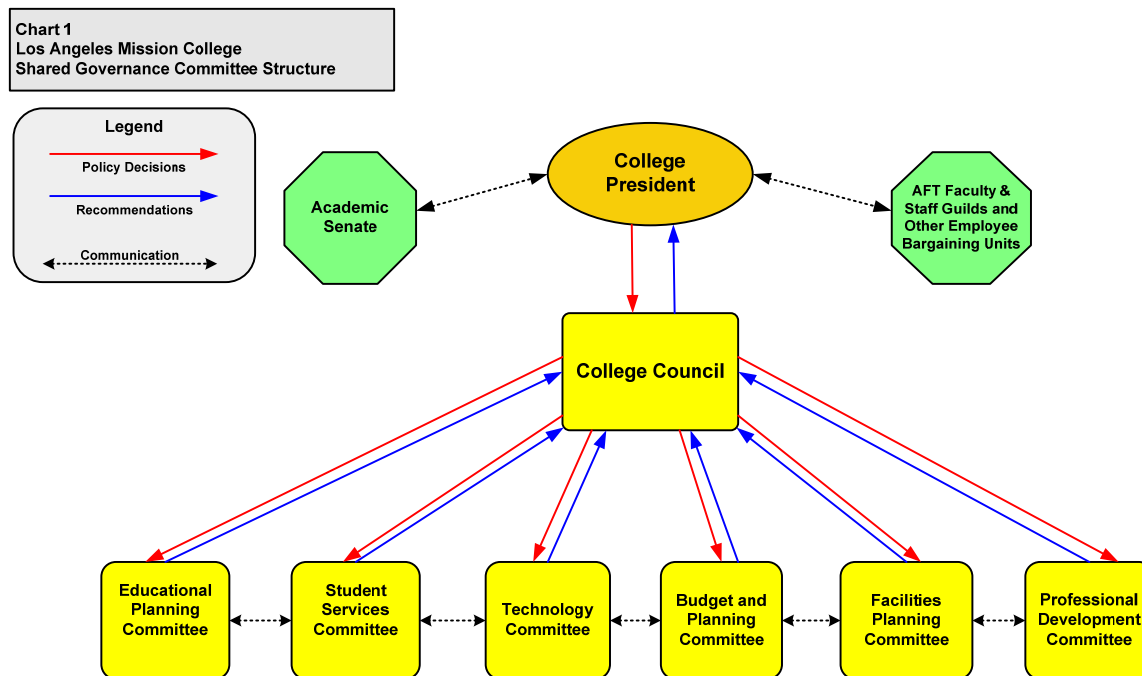 Chart 1
Los Angeles Mission College
Shared Governance Committee Structure
Legend
Policy Decisions
Recommendations
Communication
College
President
Academic
Senate
AFT Faculty &
Staff Guilds and
Other Employee
Bargaining Units
College Council
Educational
Planning
Committee
Student
Services
Committee
Technology
Committee
Budget and
Planning
Committee
Facilities
Planning
Committee
Professional
Development
Committee